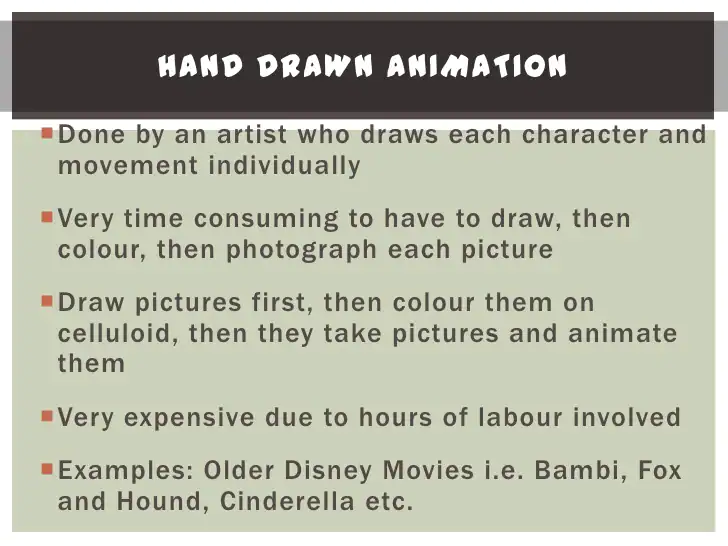 HAND DRAWN ANIMATION
Done by an artist who draws each character and
movement individually
Very time consuming to have to draw, then
colour, then photograph each picture
Draw pictures first, then colour them on
celluloid, then they take pictures and animate
them
Very expensive due to hours of labour involved
Examples: Older Disney Movies i.e. Bambi, Fox
and Hound, Cinderella etc.